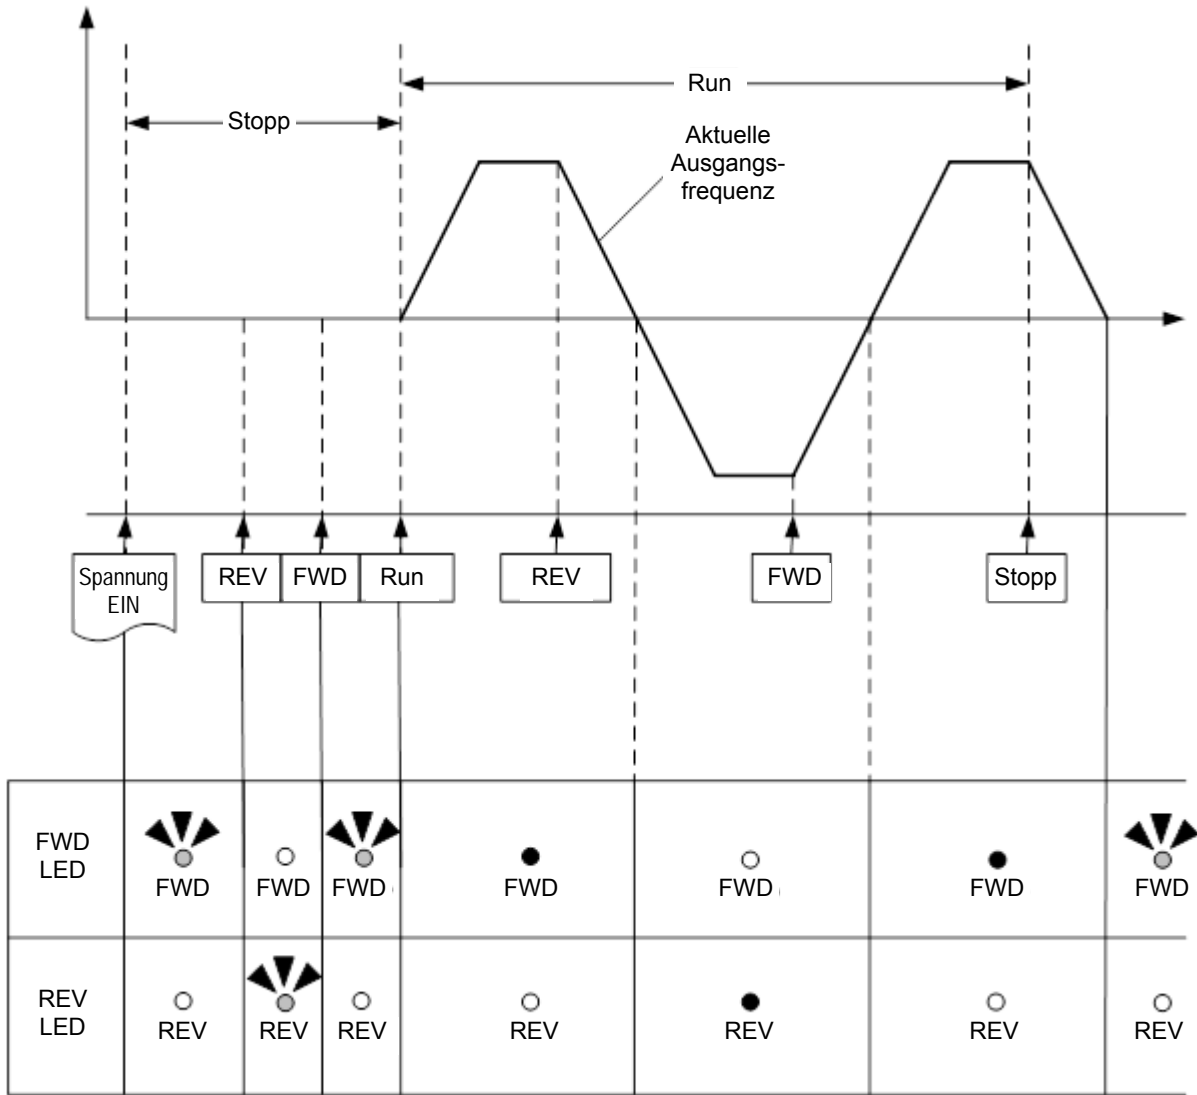 Run
Stopp
Aktuelle
Ausgangs-
frequenz
Spannung
EIN
REV
FWD
Run
REV
FWD
Stopp
FWD
LED
FWD
FWD
FWD
FWD
FWD
FWD
FWD
REV
LED
REV
REV
REV
REV
REV
REV
REV